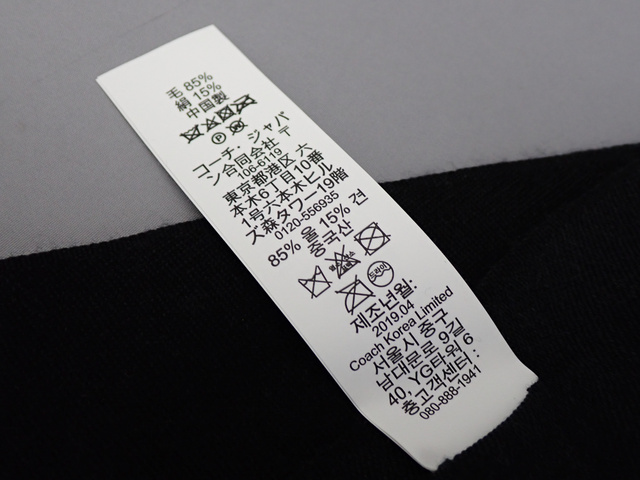 毛 85%
絹 15%
中国製
P
コーチ・ジャパ
ン合同会社 〒
106-6119
東京都港区 六
本木6丁目10番
1号六本木ヒル
ズ森タワー19階
0120-556935
85% 울 15% 견
중국산
드라이
제조년월:
2019.04
Coach Korea Limited
서울시 중구
남대문로 9길
40, YG타워 6
층고객센터 :
080-888-1941